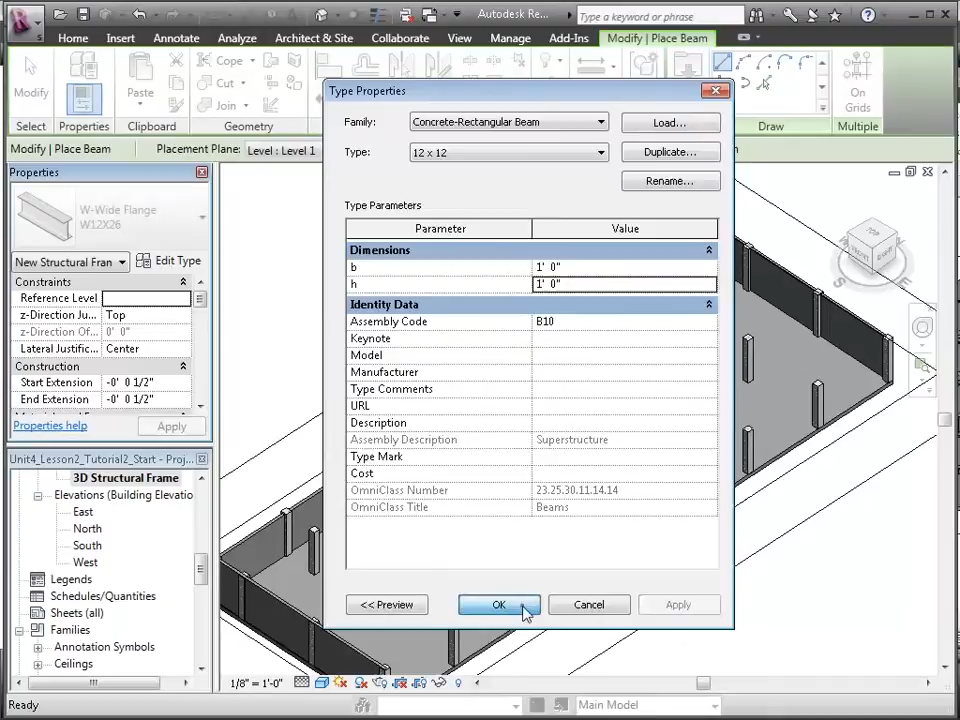 Autodesk Re...
Type a keyword or phrase
Home Insert Annotate Analyze Architect & Site Collaborate View Manage Add-Ins Modify | Place Beam
Modify
Paste
Cope
Cut
Join
On
Grids
Select Properties Clipboard Geometry Draw Multiple
Modify | Place Beam Placement Plane: Level : Level 1
Properties
W-Wide Flange
W12X26
New Structural Fran Edit Type
Constraints
Reference Level
z-Direction Ju... Top
z-Direction Of... 0' 0"
Lateral Justific... Center
Construction
Start Extension -0' 0 1/2"
End Extension -0' 0 1/2"
Properties help Apply
Unit4_Lesson2_Tutorial2_Start - Proj...
3D Structural Frame
Elevations (Building Elevatio
East
North
South
West
Legends
Schedules/Quantities
Sheets (all)
Families
Annotation Symbols
Ceilings
Type Properties
Family: Concrete-Rectangular Beam Load...
Type: 12 x 12 Duplicate...
Rename...
Type Parameters
Parameter Value
Dimensions
b 1' 0"
h 1' 0"
Identity Data
Assembly Code B10
Keynote
Model
Manufacturer
Type Comments
URL
Description
Assembly Description Superstructure
Type Mark
Cost
OmniClass Number 23.25.30.11.14.14
OmniClass Title Beams
<< Preview OK Cancel Apply
TOP
FRONT
RIGHT
S
1/8" = 1'-0"
Ready
Main Model